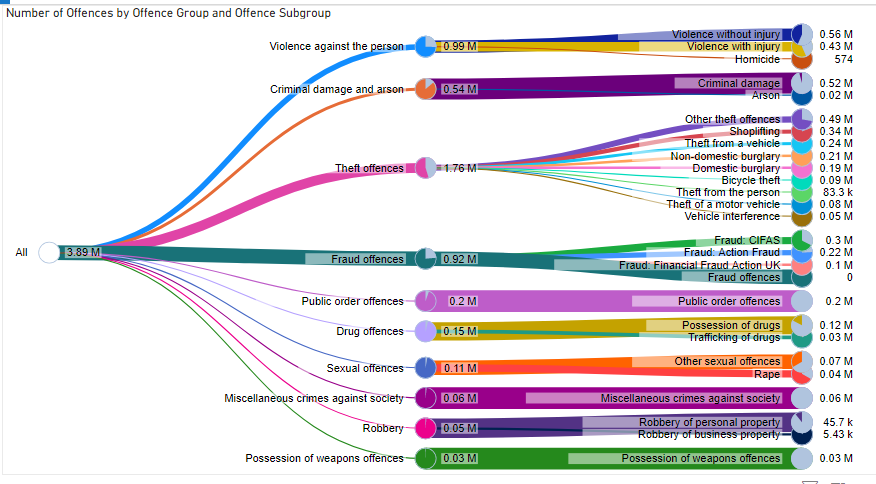 Number of Offences by Offence Group and Offence Subgroup
All 3.89 M
Violence against the person 0.99 M
Violence without injury 0.56 M
Violence with injury 0.43 M
Homicide 574
Criminal damage and arson 0.54 M
Criminal damage 0.52 M
Arson 0.02 M
Theft offences 1.76 M
Other theft offences 0.49 M
Shoplifting 0.34 M
Theft from a vehicle 0.24 M
Non-domestic burglary 0.21 M
Domestic burglary 0.19 M
Bicycle theft 0.09 M
Theft from the person 83.3 k
Theft of a motor vehicle 0.08 M
Vehicle interference 0.05 M
Fraud offences 0.92 M
Fraud: CIFAS 0.3 M
Fraud: Action Fraud 0.22 M
Fraud: Financial Fraud Action UK 0.1 M
Fraud offences 0
Public order offences 0.2 M
Public order offences 0.2 M
Drug offences 0.15 M
Possession of drugs 0.12 M
Trafficking of drugs 0.03 M
Sexual offences 0.11 M
Other sexual offences 0.07 M
Rape 0.04 M
Miscellaneous crimes against society 0.06 M
Miscellaneous crimes against society 0.06 M
Robbery 0.05 M
Robbery of personal property 45.7 k
Robbery of business property 5.43 k
Possession of weapons offences 0.03 M
Possession of weapons offences 0.03 M